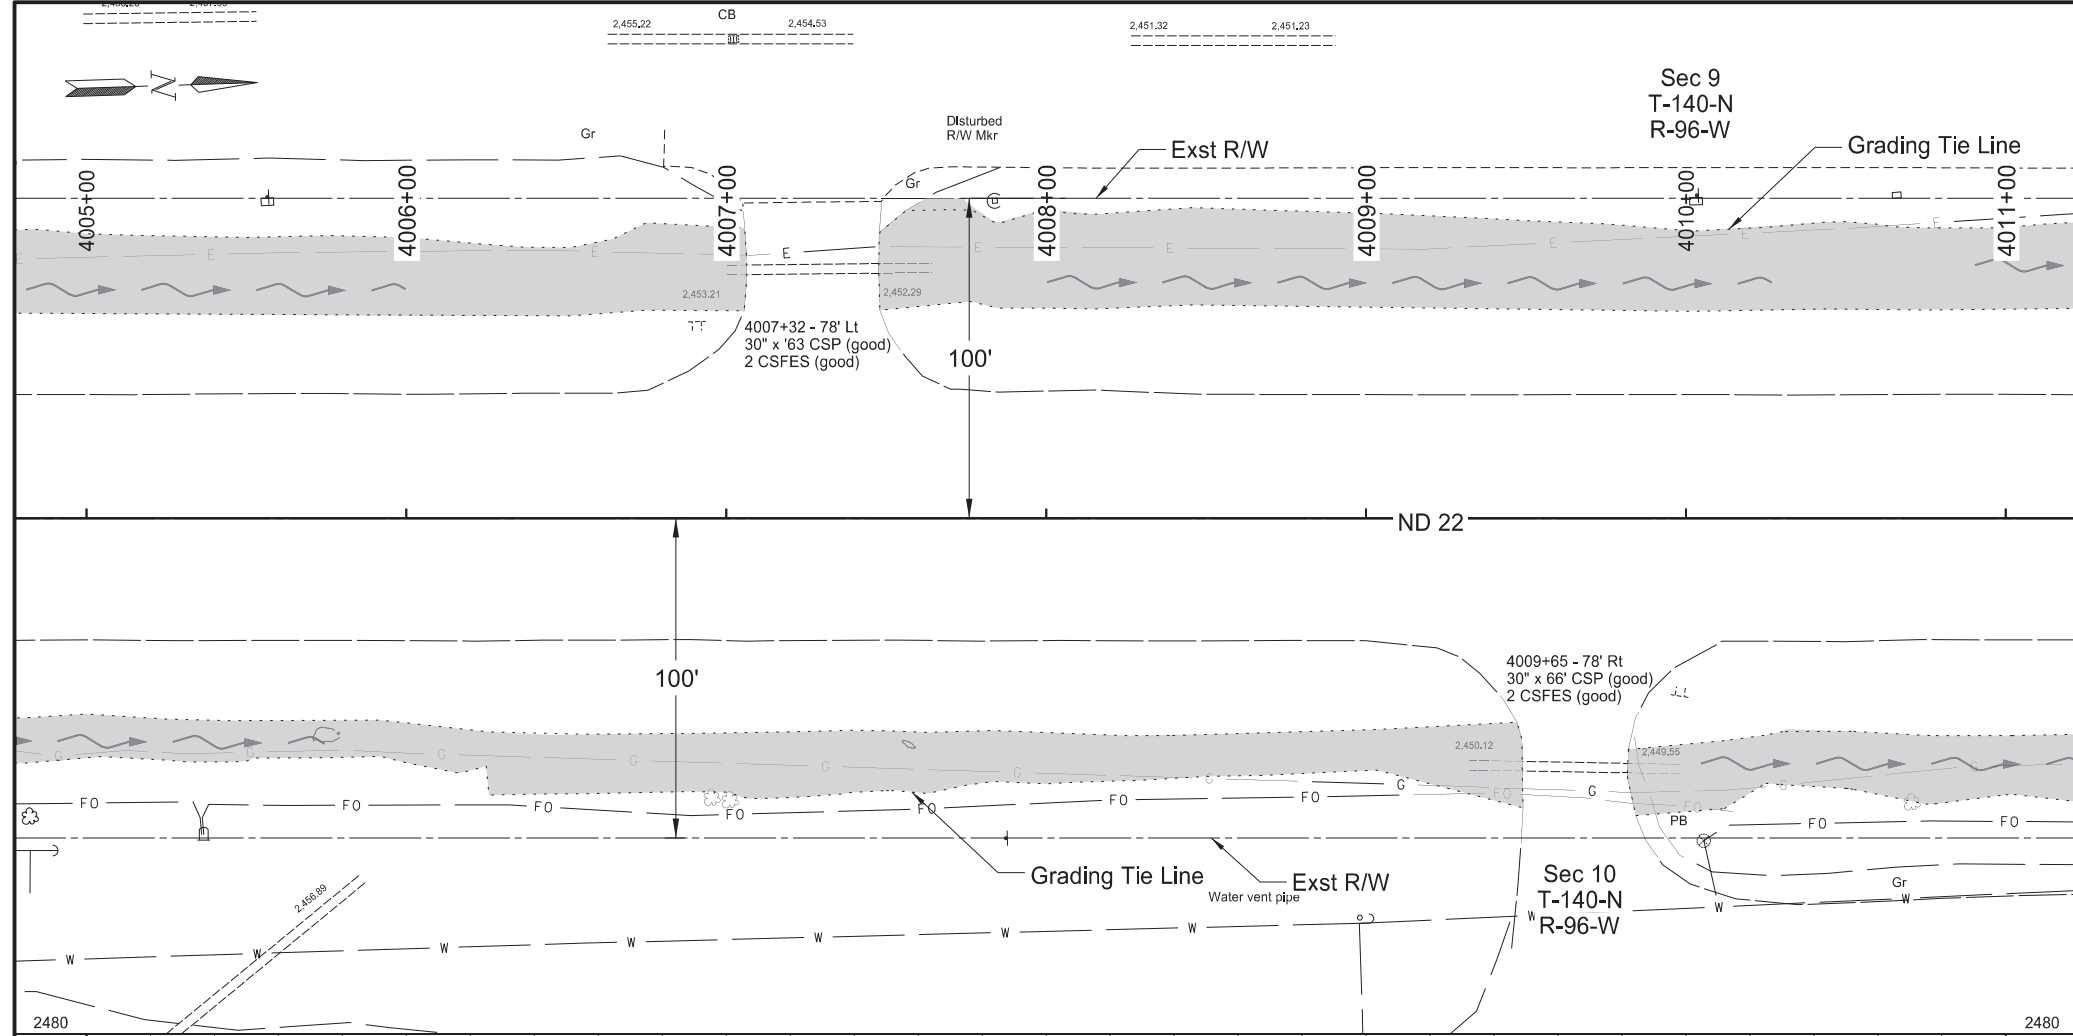 CB
2,455.22
2,454.53
2,451.32
2,451.23
N
Sec 9
T-140-N
R-96-W
Disturbed
R/W Mkr
Gr
Exst R/W
Grading Tie Line
Gr
4005+00
4006+00
4007+00
4008+00
4009+00
4010+00
4011+00
E
E
E
E
E
E
E
E
E
E
2,453.21
2,452.29
4007+32 - 78' Lt
30" x '63 CSP (good)
2 CSFES (good)
100'
ND 22
100'
4009+65 - 78' Rt
30" x 66' CSP (good)
2 CSFES (good)
2,450.12
2,449.55
G
G
G
G
G
G
G
G
G
G
G
FO
FO
FO
FO
FO
FO
FO
FO
FO
FO
FO
PB
Grading Tie Line
Exst R/W
Water vent pipe
Sec 10
T-140-N
R-96-W
Gr
2,456.89
W
W
W
W
W
W
W
W
W
W
2480
2480